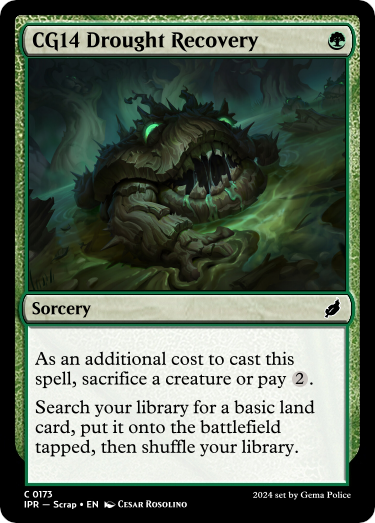 CG14 Drought Recovery
Sorcery
As an additional cost to cast this
spell, sacrifice a creature or pay 2.
Search your library for a basic land
card, put it onto the battlefield
tapped, then shuffle your library.
C 0173
2024 set by Gema Police
IPR — Scrap • EN Cesar Rosolino